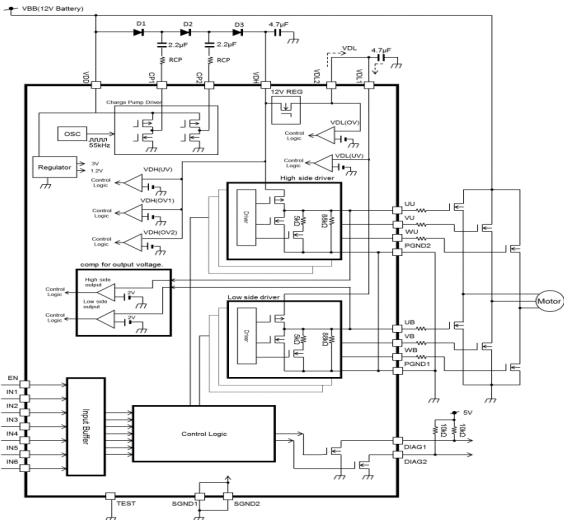 VBB(12V Battery)
D1
D2
D3
4.7μF
2.2μF
2.2μF
RCP
RCP
VDL
4.7μF
VDD
CP1
CP2
VDH
VDL2
VDL1
Charge Pump Driver
OSC
55kHz
12V REG
VDL(OV)
Control
Logic
VDL(UV)
Control
Logic
Regulator
3V
1.2V
VDH(UV)
Control
Logic
VDH(OV1)
Control
Logic
VDH(OV2)
Control
Logic
High side driver
Driver
5kΩ
88kΩ
UU
VU
WU
PGND2
comp for output voltage.
High side
output
2V
Control
Logic
Low side
output
2V
Control
Logic
Low side driver
Driver
5kΩ
88kΩ
UB
VB
WB
PGND1
Motor
EN
IN1
IN2
IN3
IN4
IN5
IN6
Input Buffer
Control Logic
5V
10kΩ
10kΩ
DIAG1
DIAG2
TEST
SGND1
SGND2